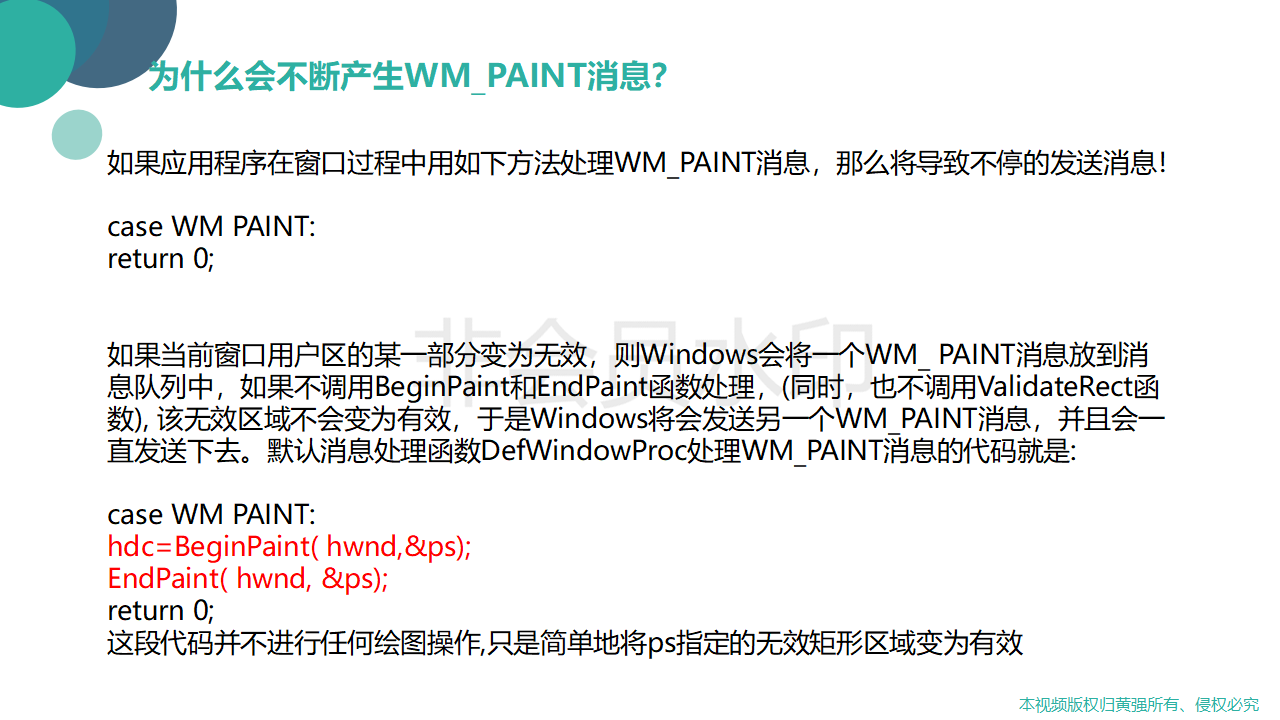 为什么会不断产生WM_PAINT消息？
如果应用程序在窗口过程中用如下方法处理WM_PAINT消息，那么将导致不停的发送消息！
case WM PAINT:
return 0;
非会员水印
如果当前窗口用户区的某一部分变为无效，则Windows会将一个WM_ PAINT消息放到消
息队列中，如果不调用BeginPaint和EndPaint函数处理，(同时，也不调用ValidateRect函
数), 该无效区域不会变为有效，于是Windows将会发送另一个WM_PAINT消息，并且会一
直发送下去。默认消息处理函数DefWindowProc处理WM_PAINT消息的代码就是:
case WM PAINT:
hdc=BeginPaint( hwnd,&ps);
EndPaint( hwnd, &ps);
return 0;
这段代码并不进行任何绘图操作,只是简单地将ps指定的无效矩形区域变为有效
本视频版权归黄强所有、侵权必究